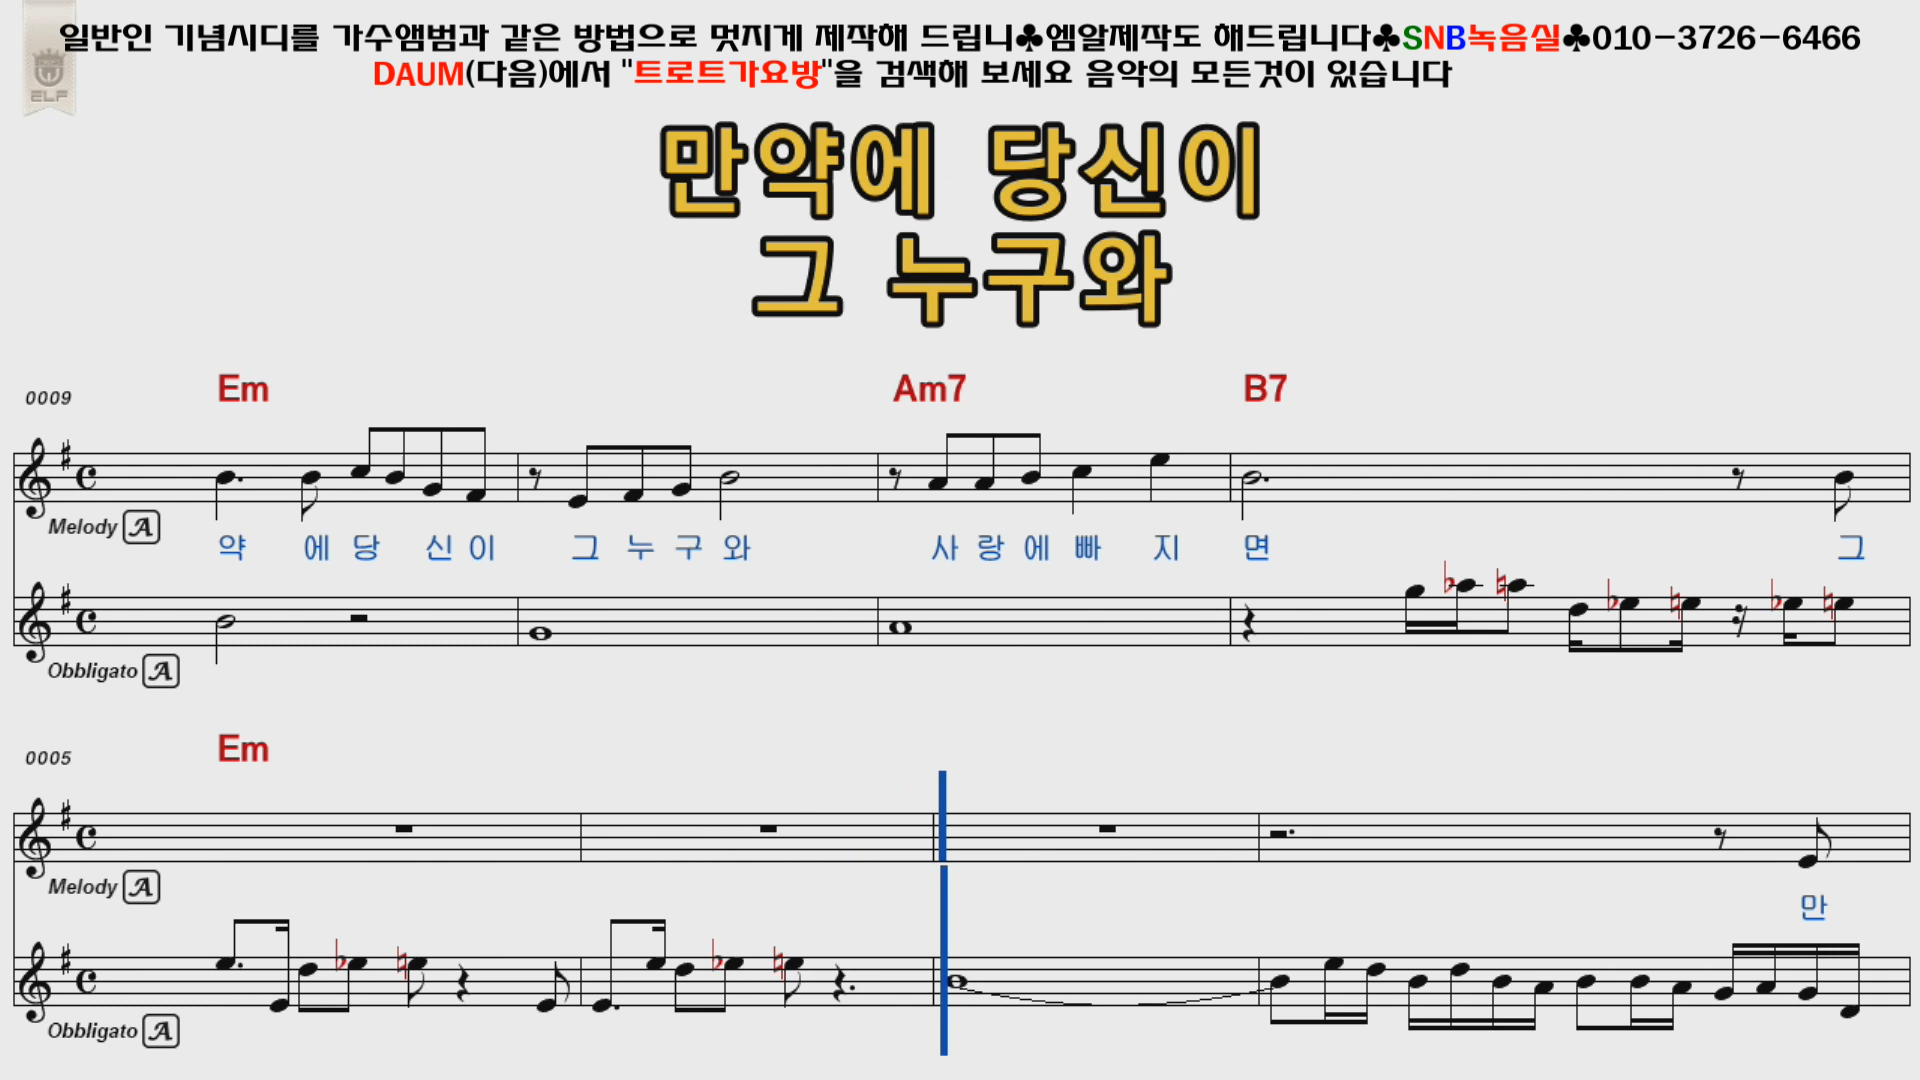 일반인 기념시디를 가수앨범과 같은 방법으로 멋지게 제작해 드립니♣엠알제작도 해드립니다♣SNB녹음실♣010-3726-6466
DAUM(다음)에서 "트로트가요방"을 검색해 보세요 음악의 모든것이 있습니다
ELF
만약에 당신이
그 누구와
0009 Em Am7 B7
Melody A
약 에 당 신 이 그 누 구 와 사 랑 에 빠 지 면 그
Obbligato A
0005 Em
Melody A
만
Obbligato A